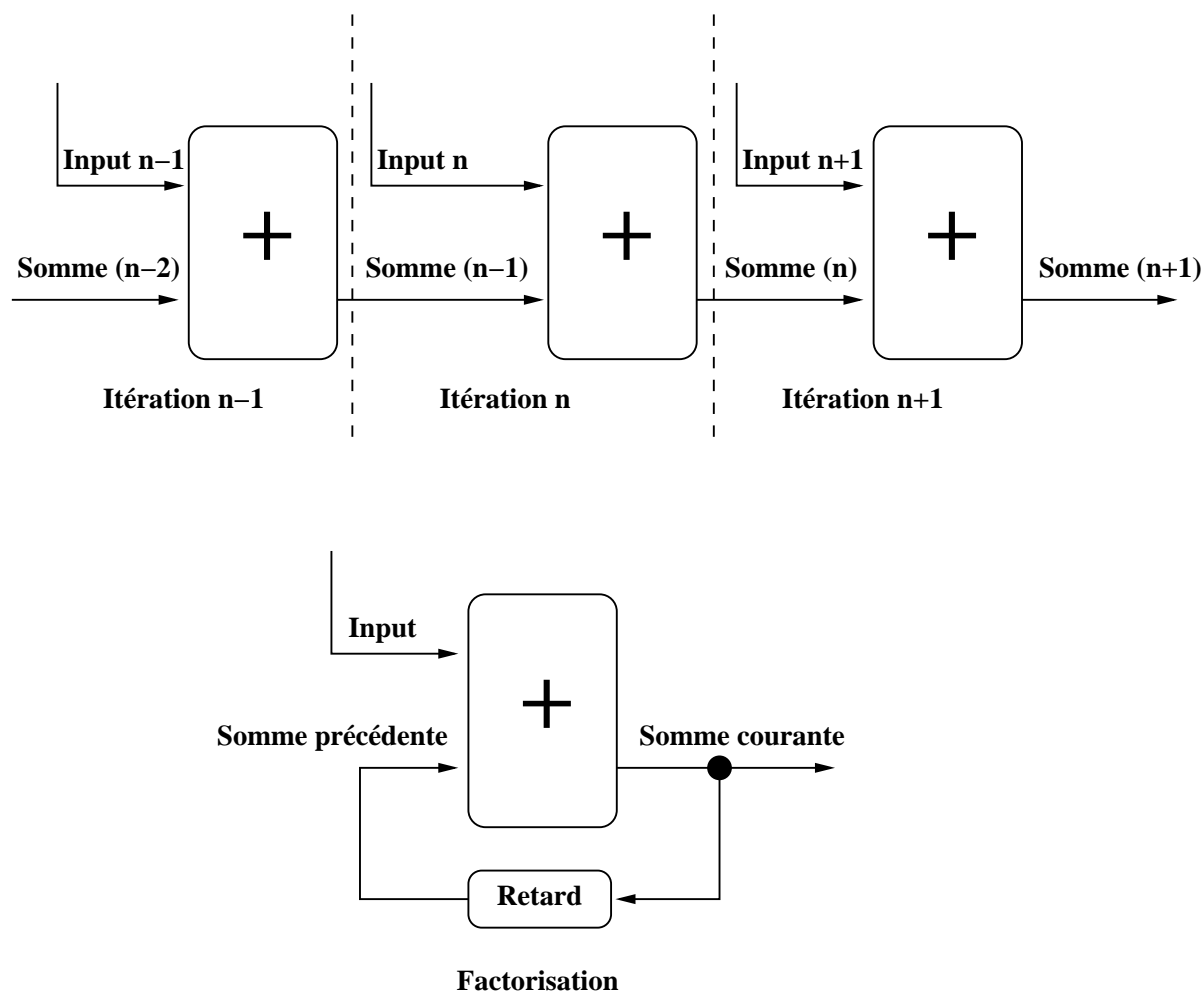 Input n−1
Input n
Input n+1
+
+
+
Somme (n−2)
Somme (n−1)
Somme (n)
Somme (n+1)
Itération n−1
Itération n
Itération n+1
Input
+
Somme précédente
Somme courante
Retard
Factorisation